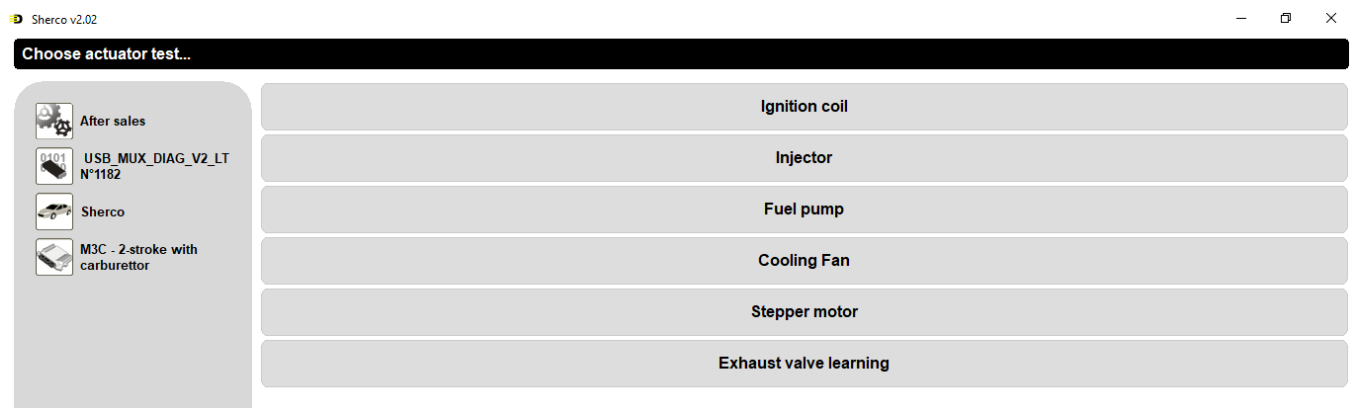 Sherco v2.02
Choose actuator test...
After sales
USB_MUX_DIAG_V2_LT
N°1182
Sherco
M3C - 2-stroke with
carburettor
Ignition coil
Injector
Fuel pump
Cooling Fan
Stepper motor
Exhaust valve learning